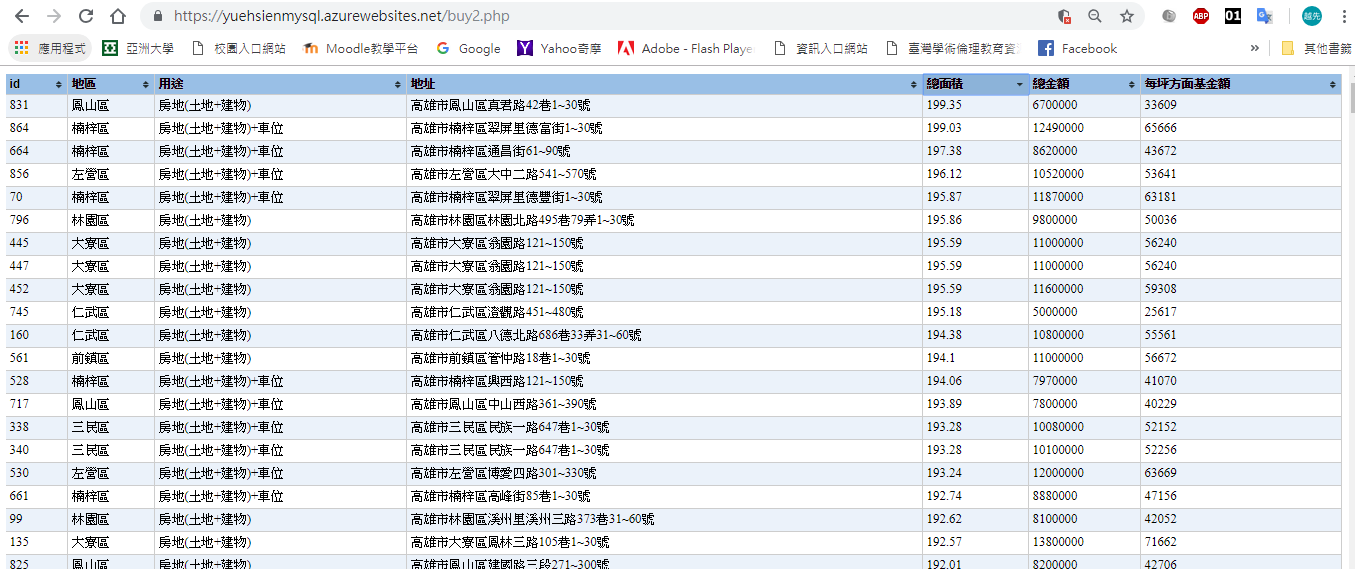 https://yuehsienmysql.azurewebsites.net/buy2.php ABP 01 越先
應用程式 亞洲大學 校園入口網站 Moodle教學平台 Google Yahoo奇摩 Adobe - Flash Playe 資訊入口網站 臺灣學術倫理教育資 Facebook » 其他書籤
id 地區 用途 地址 總面積 總金額 每坪方面基金額
831 鳳山區 房地(土地+建物) 高雄市鳳山區真君路42巷1~30號 199.35 6700000 33609
864 楠梓區 房地(土地+建物)+車位 高雄市楠梓區翠屏里德富街1~30號 199.03 12490000 65666
664 楠梓區 房地(土地+建物)+車位 高雄市楠梓區通昌街61~90號 197.38 8620000 43672
856 左營區 房地(土地+建物)+車位 高雄市左營區大中二路541~570號 196.12 10520000 53641
70 楠梓區 房地(土地+建物)+車位 高雄市楠梓區翠屏里德豐街1~30號 195.87 11870000 63181
796 林園區 房地(土地+建物) 高雄市林園區林園北路495巷79弄1~30號 195.86 9800000 50036
445 大寮區 房地(土地+建物) 高雄市大寮區翁園路121~150號 195.59 11000000 56240
447 大寮區 房地(土地+建物) 高雄市大寮區翁園路121~150號 195.59 11000000 56240
452 大寮區 房地(土地+建物) 高雄市大寮區翁園路121~150號 195.59 11600000 59308
745 仁武區 房地(土地+建物) 高雄市仁武區澄觀路451~480號 195.18 5000000 25617
160 仁武區 房地(土地+建物) 高雄市仁武區八德北路686巷33弄31~60號 194.38 10800000 55561
561 前鎮區 房地(土地+建物) 高雄市前鎮區管仲路18巷1~30號 194.1 11000000 56672
528 楠梓區 房地(土地+建物)+車位 高雄市楠梓區興西路121~150號 194.06 7970000 41070
717 鳳山區 房地(土地+建物)+車位 高雄市鳳山區中山西路361~390號 193.89 7800000 40229
338 三民區 房地(土地+建物)+車位 高雄市三民區民族一路647巷1~30號 193.28 10080000 52152
340 三民區 房地(土地+建物)+車位 高雄市三民區民族一路647巷1~30號 193.28 10100000 52256
530 左營區 房地(土地+建物)+車位 高雄市左營區博愛四路301~330號 193.24 12000000 63669
661 楠梓區 房地(土地+建物)+車位 高雄市楠梓區高峰街85巷1~30號 192.74 8880000 47156
99 林園區 房地(土地+建物) 高雄市林園區溪州里溪州三路373巷31~60號 192.62 8100000 42052
135 大寮區 房地(土地+建物) 高雄市大寮區鳳林三路105巷1~30號 192.57 13800000 71662
825 鳳山區 房地(土地+建物) 高雄市鳳山區建國路三段271~300號 192.01 8200000 42706